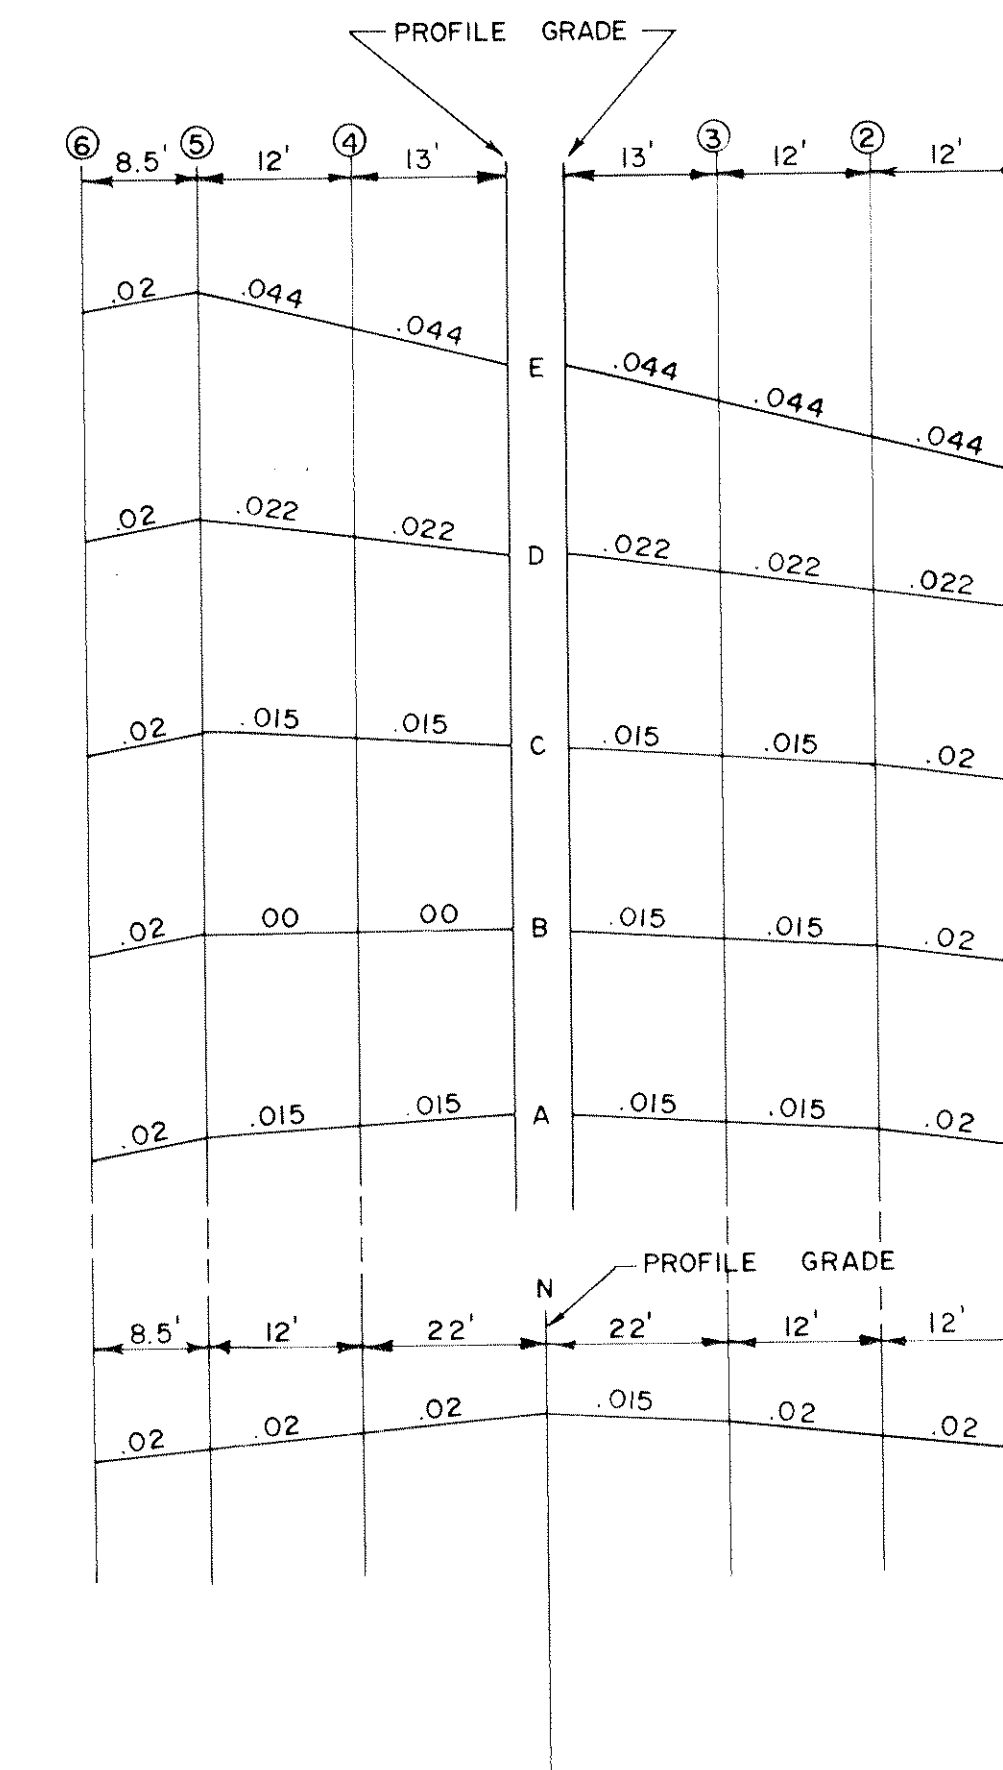 PROFILE GRADE
6 5 4 3 2
8.5' 12' 13' 13' 12' 12'
.02 .044 .044 E .044 .044 .044
.02 .022 .022 D .022 .022 .022
.02 .015 .015 C .015 .015 .02
.02 00 00 B .015 .015 .02
.02 .015 .015 A .015 .015 .02
PROFILE GRADE
N
8.5' 12' 22' 22' 12' 12'
.02 .02 .02 .015 .02 .02